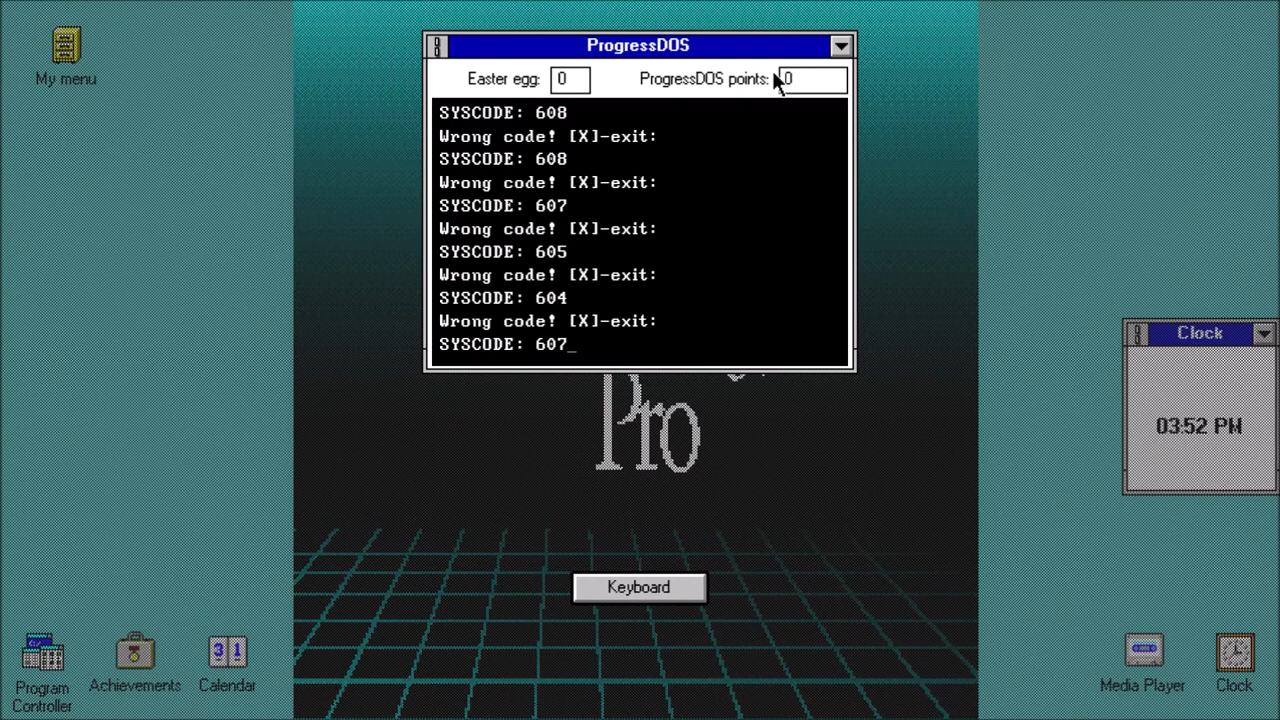 My menu
ProgressDOS
Easter egg: 0
ProgressDOS points: 0
SYSCODE: 608
Wrong code! [X]-exit:
SYSCODE: 608
Wrong code! [X]-exit:
SYSCODE: 607
Wrong code! [X]-exit:
SYSCODE: 605
Wrong code! [X]-exit:
SYSCODE: 604
Wrong code! [X]-exit:
SYSCODE: 607_
Pro
Clock
03:52 PM
Keyboard
31
Program
Controller
Achievements
Calendar
Media Player
Clock